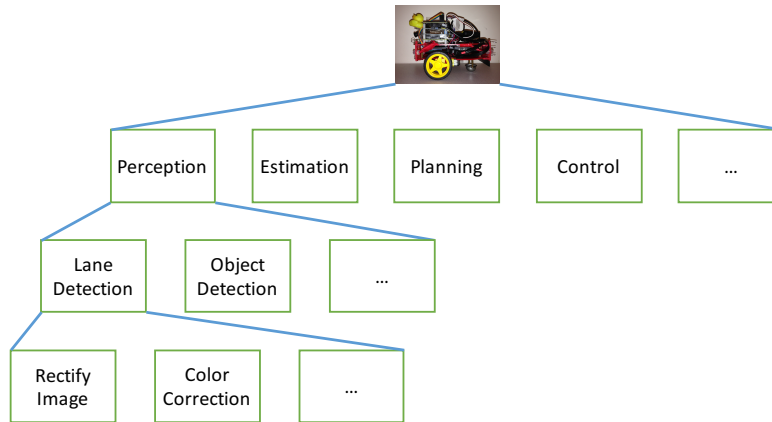 Perception
Estimation
Planning
Control
...
Lane
Detection
Object
Detection
...
Rectify
Image
Color
Correction
...